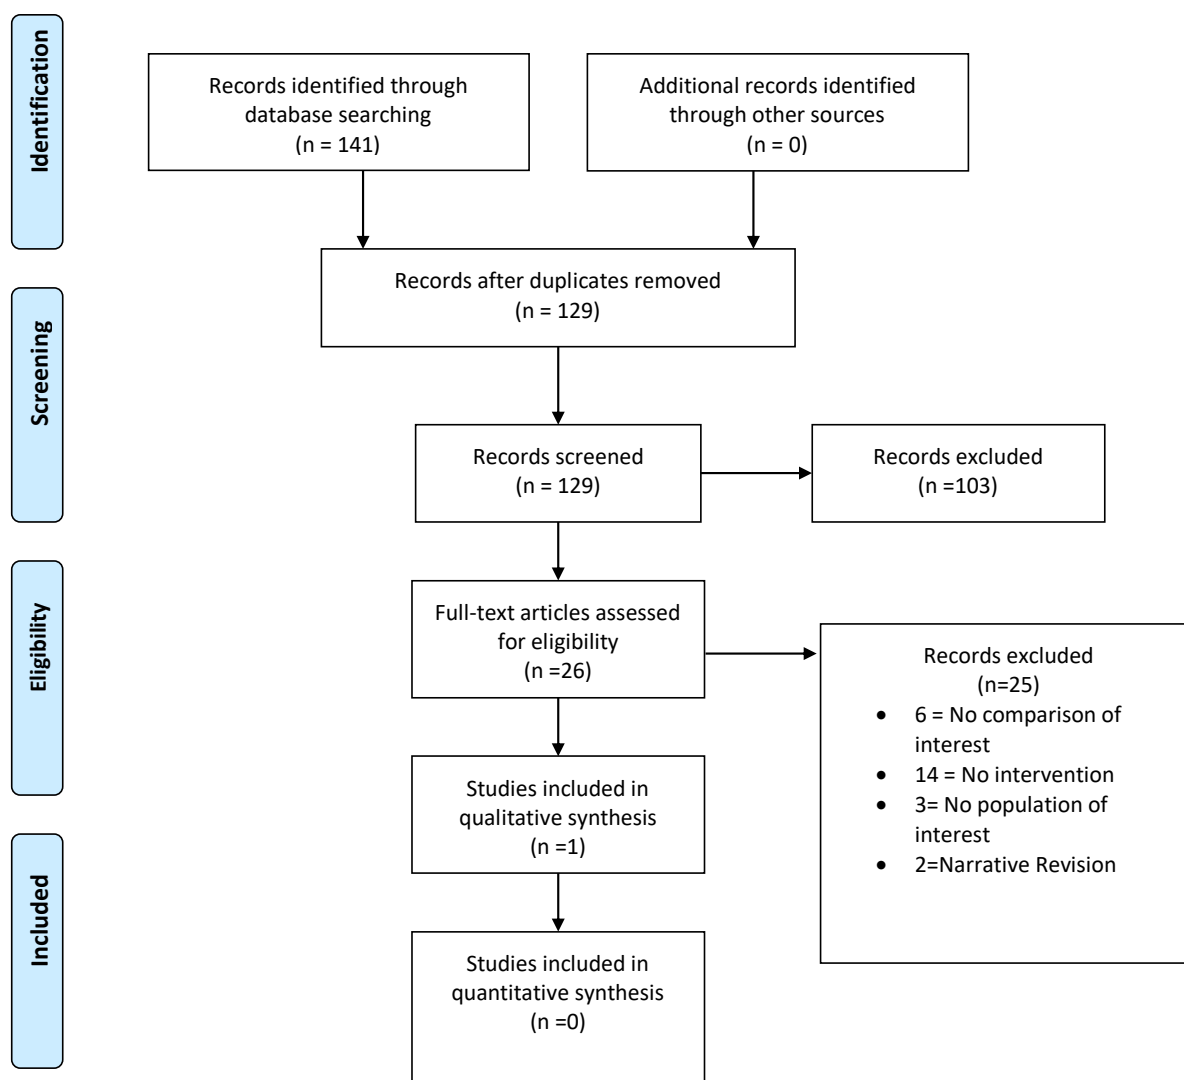 Identification
Records identified through
database searching
(n = 141)
Additional records identified
through other sources
(n = 0)
Records after duplicates removed
(n = 129)
Screening
Records screened
(n = 129)
Records excluded
(n =103)
Eligibility
Full-text articles assessed
for eligibility
(n =26)
Records excluded
(n=25)
• 6 = No comparison of
interest
• 14 = No intervention
• 3= No population of
interest
• 2=Narrative Revision
Studies included in
qualitative synthesis
(n =1)
Included
Studies included in
quantitative synthesis
(n =0)